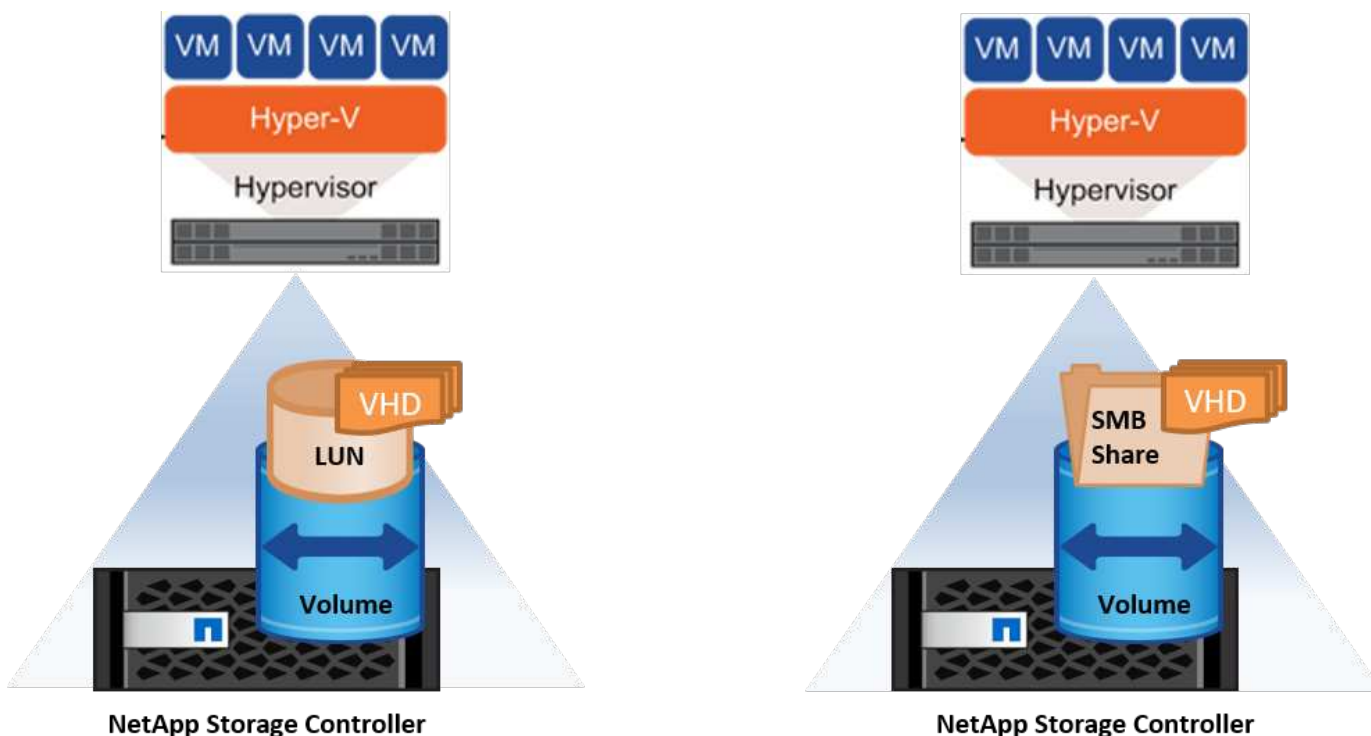 VM VM VM VM
Hyper-V
Hypervisor
VHD
LUN
Volume
NetApp Storage Controller
VM VM VM VM
Hyper-V
Hypervisor
VHD
SMB
Share
Volume
NetApp Storage Controller